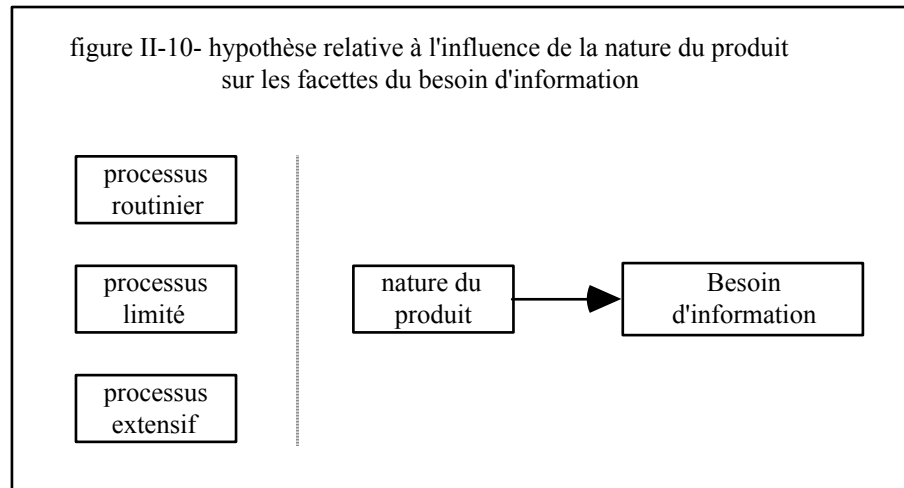 figure II-10- hypothèse relative à l'influence de la nature du produit
sur les facettes du besoin d'information
processus
routinier
processus
limité
processus
extensif
nature du
produit
Besoin
d'information